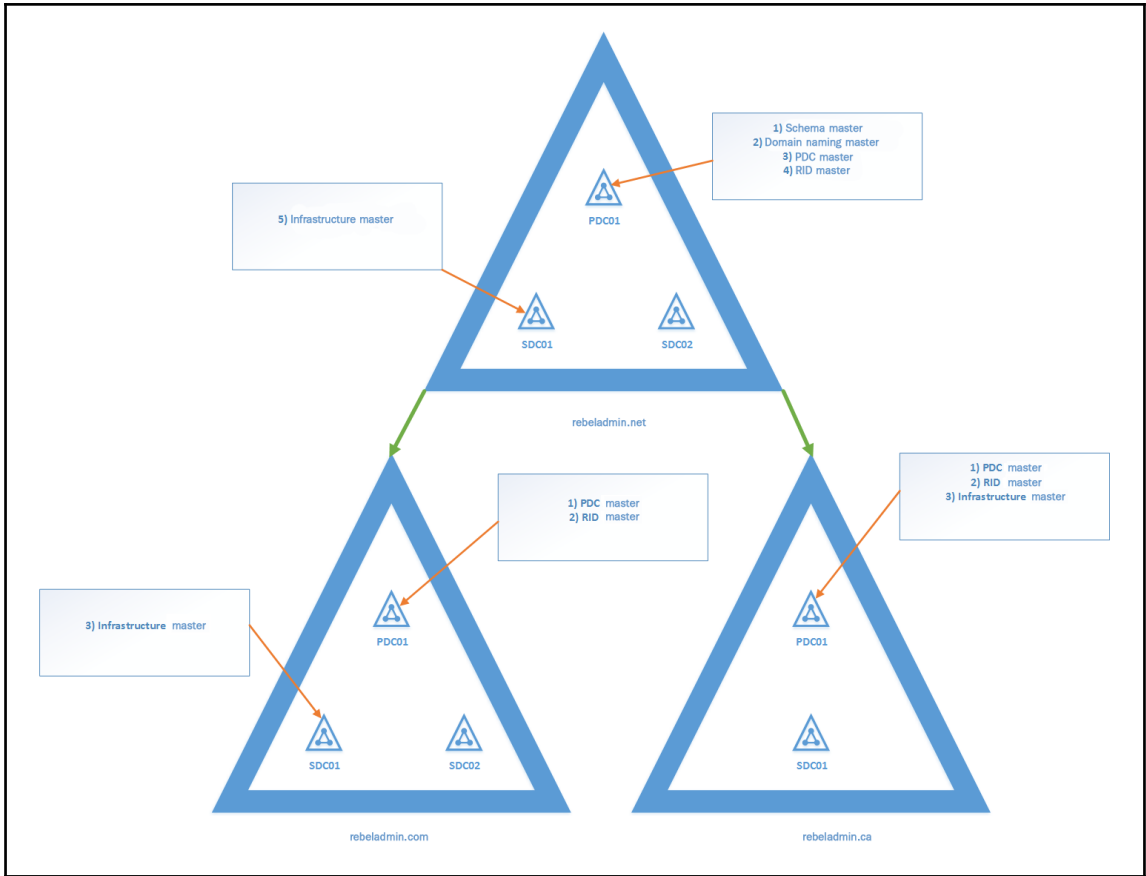 1) Schema master
2) Domain naming master
3) PDC master
4) RID master
5) Infrastructure master
PDC01
SDC01
SDC02
rebeladmin.net
1) PDC master
2) RID master
3) Infrastructure master
1) PDC master
2) RID master
3) Infrastructure master
PDC01
PDC01
SDC01
SDC02
SDC01
rebeladmin.com
rebeladmin.ca